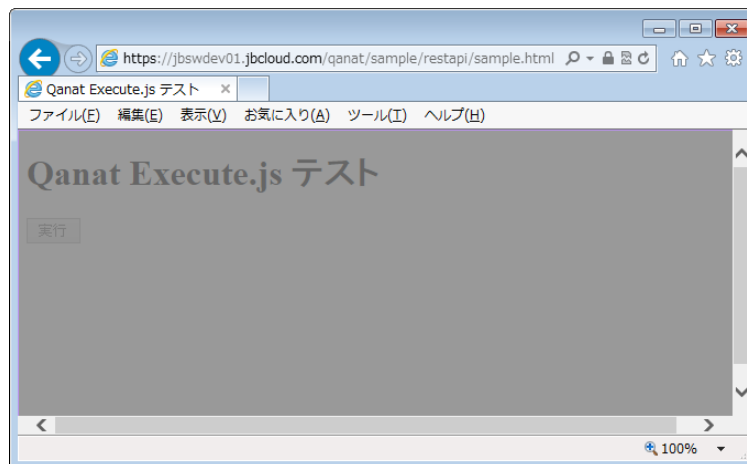 https://jbswdev01.jbcloud.com/qanat/sample/restapi/sample.html
Qanat Execute.js テスト
ファイル(F) 編集(E) 表示(V) お気に入り(A) ツール(T) ヘルプ(H)
Qanat Execute.js テスト
実行
100%